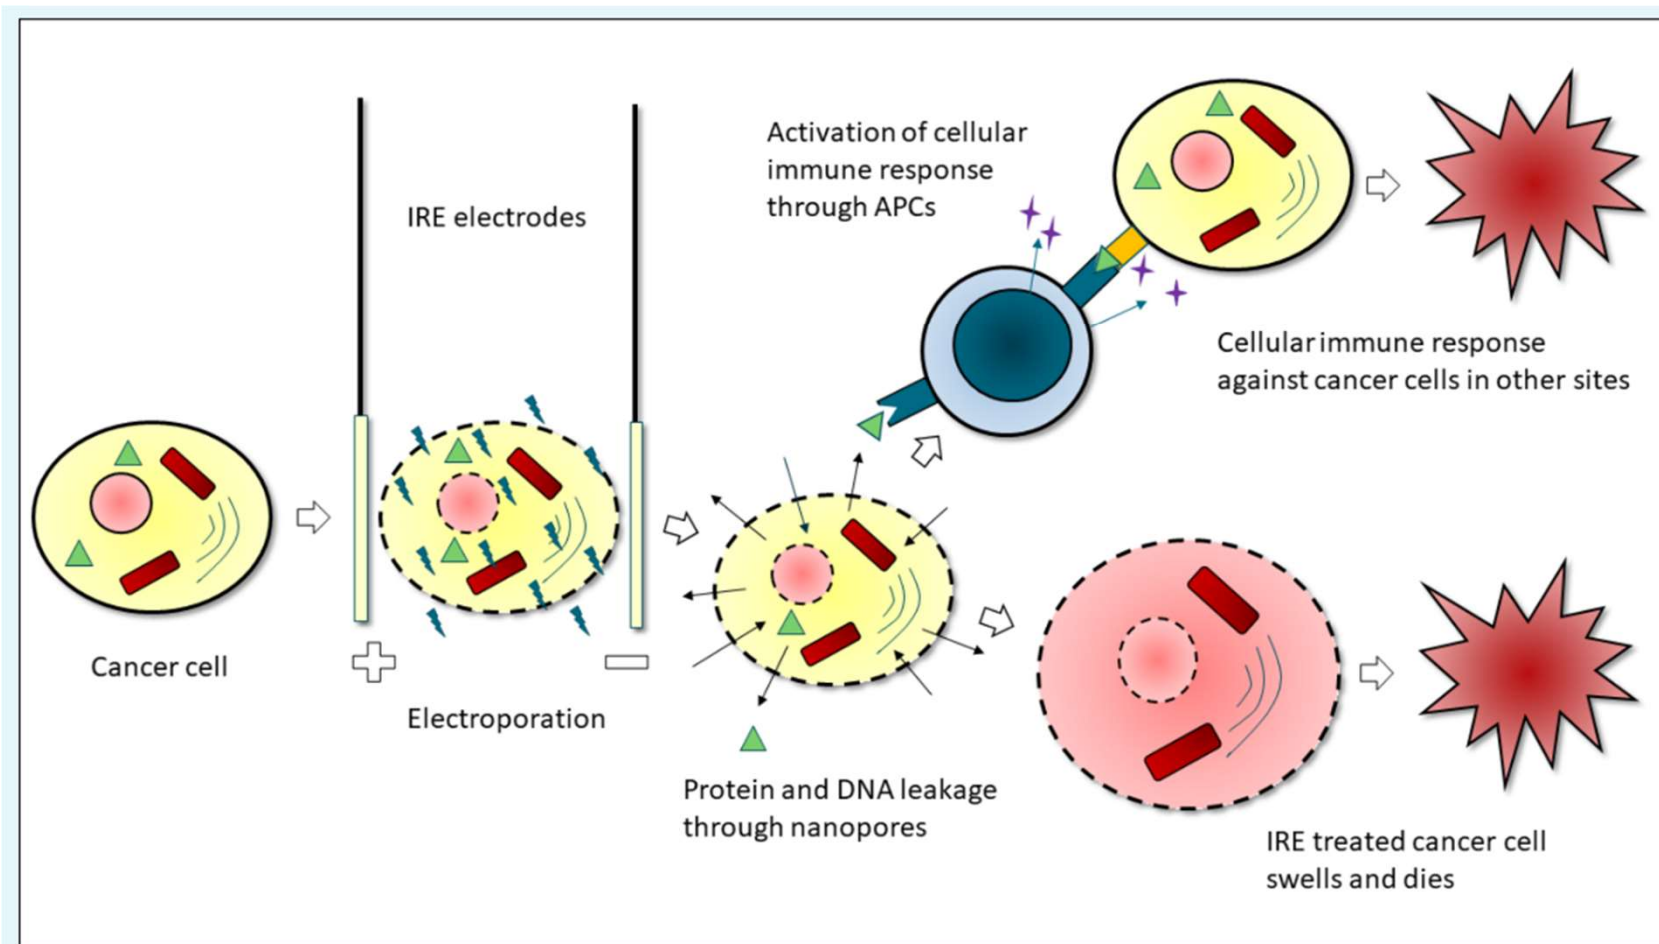 Activation of cellular
immune response
through APCs
IRE electrodes
Cellular immune response
against cancer cells in other sites
Cancer cell
Electroporation
Protein and DNA leakage
through nanopores
IRE treated cancer cell
swells and dies